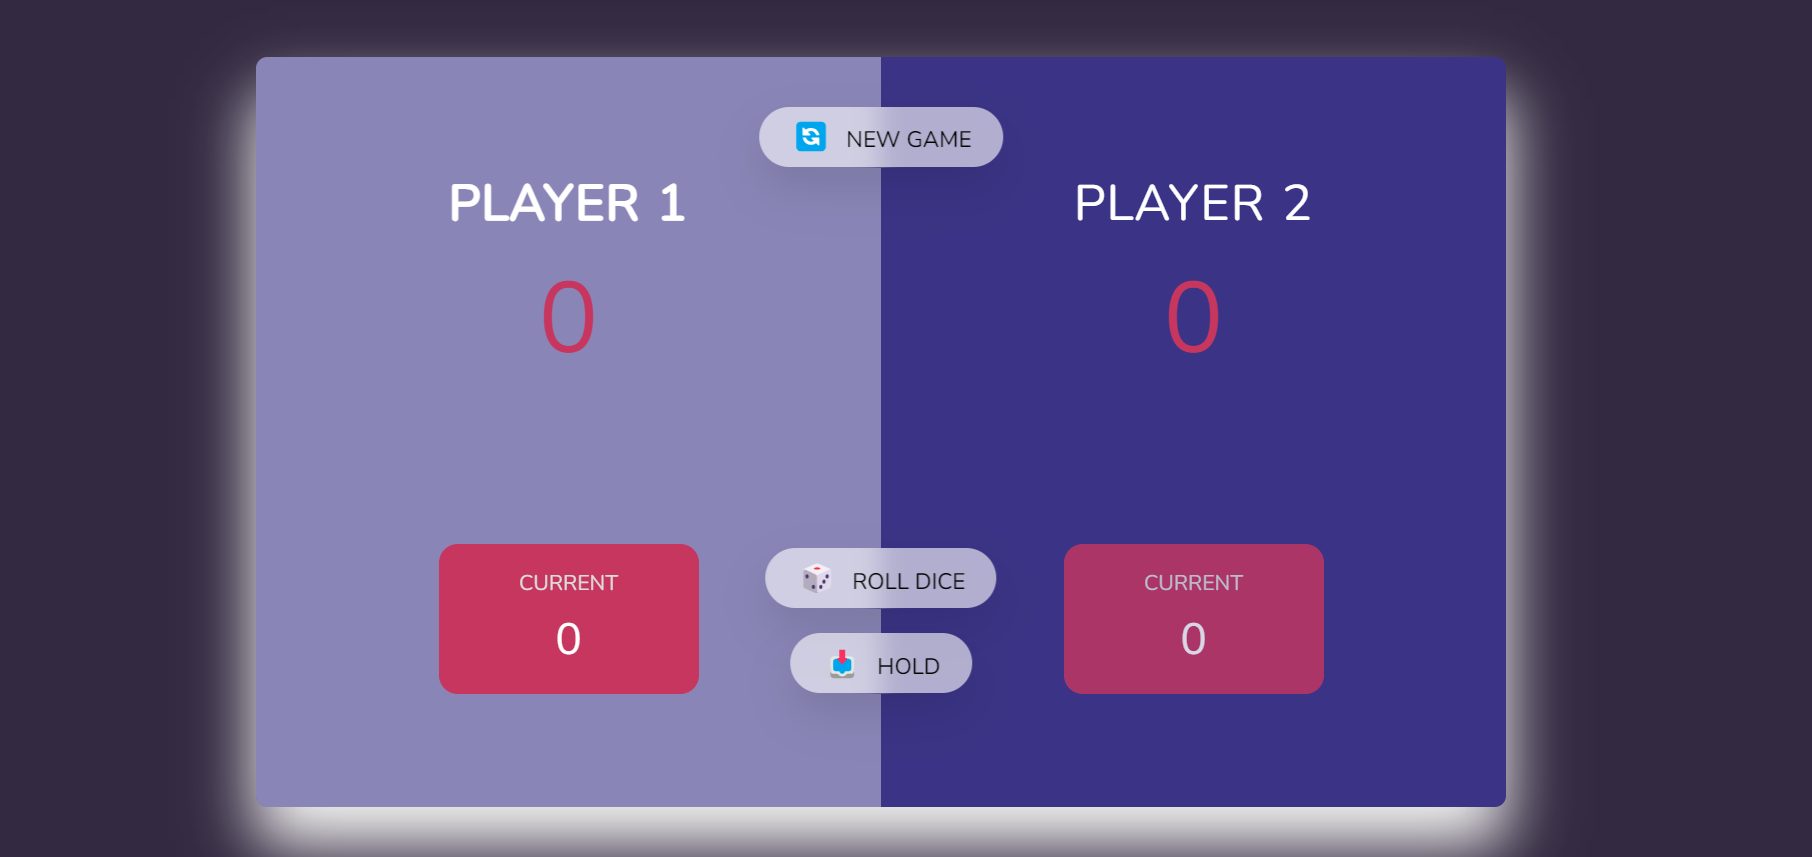 NEW GAME
PLAYER 1
0
CURRENT
0
PLAYER 2
0
CURRENT
0
ROLL DICE
HOLD